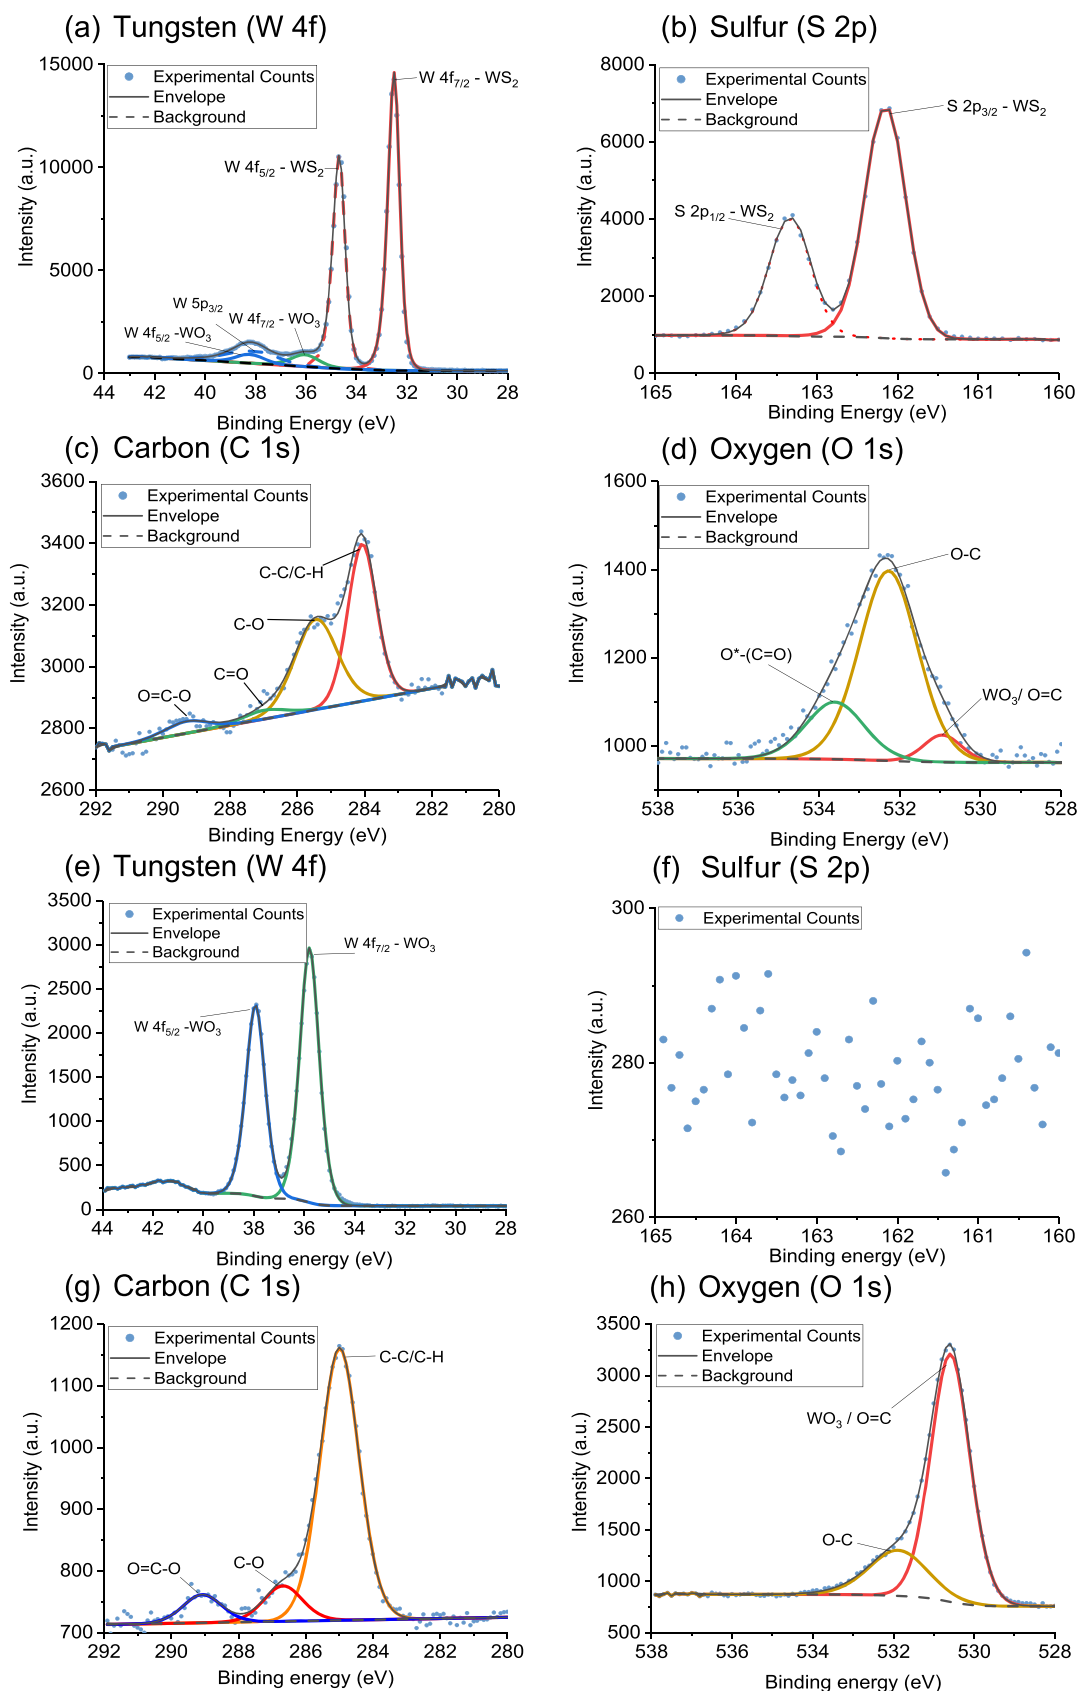 (a) Tungsten (W 4f)
15000
10000
5000
0
Intensity (a.u.)
Experimental Counts
Envelope
Background
W 4f7/2 - WS2
W 4f5/2 - WS2
W 5p3/2
W 4f7/2 - WO3
W 4f5/2 -WO3
44 42 40 38 36 34 32 30 28
Binding Energy (eV)
(b) Sulfur (S 2p)
8000
6000
4000
2000
0
Intensity (a.u.)
Experimental Counts
Envelope
Background
S 2p3/2 - WS2
S 2p1/2 - WS2
165 164 163 162 161 160
Binding Energy (eV)
(c) Carbon (C 1s)
3600
3400
3200
3000
2800
2600
Intensity (a.u.)
Experimental Counts
Envelope
Background
C-C/C-H
C-O
C=O
O=C-O
292 290 288 286 284 282 280
Binding Energy (eV)
(d) Oxygen (O 1s)
1600
1400
1200
1000
Intensity (a.u.)
Experimental Counts
Envelope
Background
O-C
O*-(C=O)
WO3/ O=C
538 536 534 532 530 528
Binding Energy (eV)
(e) Tungsten (W 4f)
3500
3000
2500
2000
1500
1000
500
0
Intensity (a.u.)
Experimental Counts
Envelope
Background
W 4f7/2 - WO3
W 4f5/2 -WO3
44 42 40 38 36 34 32 30 28
Binding energy (eV)
(f) Sulfur (S 2p)
300
280
260
Intensity (a.u.)
Experimental Counts
165 164 163 162 161 160
Binding energy (eV)
(g) Carbon (C 1s)
1200
1100
1000
900
800
700
Intensity (a.u.)
Experimental Counts
Envelope
Background
C-C/C-H
C-O
O=C-O
292 290 288 286 284 282 280
Binding energy (eV)
(h) Oxygen (O 1s)
3500
3000
2500
2000
1500
1000
500
Intensity (a.u.)
Experimental Counts
Envelope
Background
WO3 / O=C
O-C
538 536 534 532 530 528
Binding energy (eV)